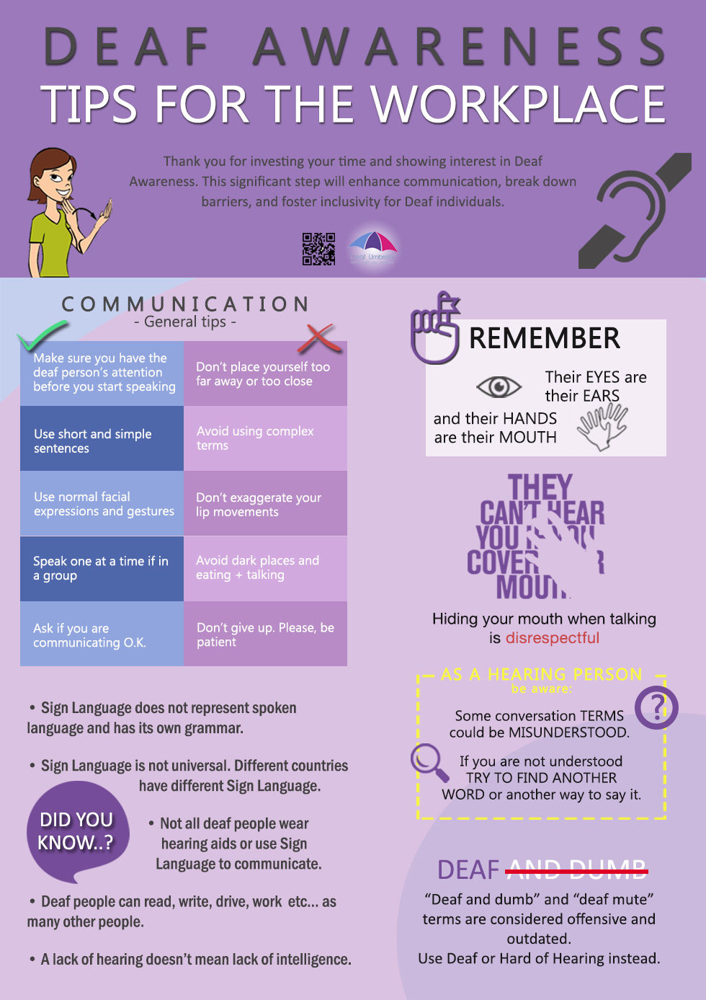 DEAF AWARENESS
TIPS FOR THE WORKPLACE
Thank you for investing your time and showing interest in Deaf
Awareness. This significant step will enhance communication, break down
barriers, and foster inclusivity for Deaf individuals.
Deaf Umbrella
COMMUNICATION
- General tips -
Make sure you have the
deaf person's attention
before you start speaking
Don't place yourself too
far away or too close
Use short and simple
sentences
Avoid using complex
terms
Use normal facial
expressions and gestures
Don't exaggerate your
lip movements
Speak one at a time if in
a group
Avoid dark places and
eating + talking
Ask if you are
communicating O.K.
Don't give up. Please, be
patient
• Sign Language does not represent spoken
language and has its own grammar.
• Sign Language is not universal. Different countries
have different Sign Language.
DID YOU
KNOW..?
• Not all deaf people wear
hearing aids or use Sign
Language to communicate.
• Deaf people can read, write, drive, work etc... as
many other people.
• A lack of hearing doesn't mean lack of intelligence.
REMEMBER
Their EYES are
their EARS
and their HANDS
are their MOUTH
THEY
CAN'T HEAR
YOU IF YOU
COVER YOUR
MOUTH.
Hiding your mouth when talking
is disrespectful
AS A HEARING PERSON
be aware:
?
Some conversation TERMS
could be MISUNDERSTOOD.
If you are not understood
TRY TO FIND ANOTHER
WORD or another way to say it.
DEAF AND DUMB
"Deaf and dumb" and "deaf mute"
terms are considered offensive and
outdated.
Use Deaf or Hard of Hearing instead.